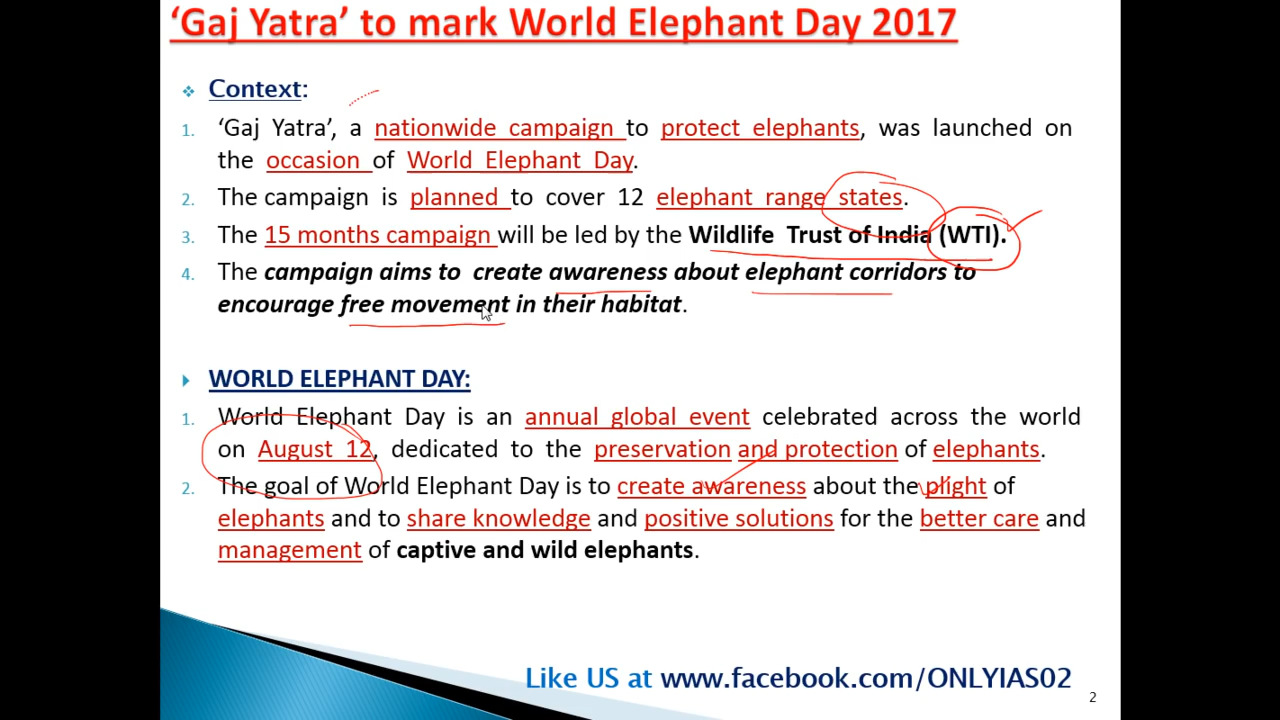 ‘Gaj Yatra’ to mark World Elephant Day 2017
❖ Context:
1. ‘Gaj Yatra’, a nationwide campaign to protect elephants, was launched on
the occasion of World Elephant Day.
2. The campaign is planned to cover 12 elephant range states.
3. The 15 months campaign will be led by the Wildlife Trust of India (WTI).
4. The campaign aims to create awareness about elephant corridors to
encourage free movement in their habitat.
WORLD ELEPHANT DAY:
1. World Elephant Day is an annual global event celebrated across the world
on August 12, dedicated to the preservation and protection of elephants.
2. The goal of World Elephant Day is to create awareness about the plight of
elephants and to share knowledge and positive solutions for the better care and
management of captive and wild elephants.
Like US at www.facebook.com/ONLYIAS02
2